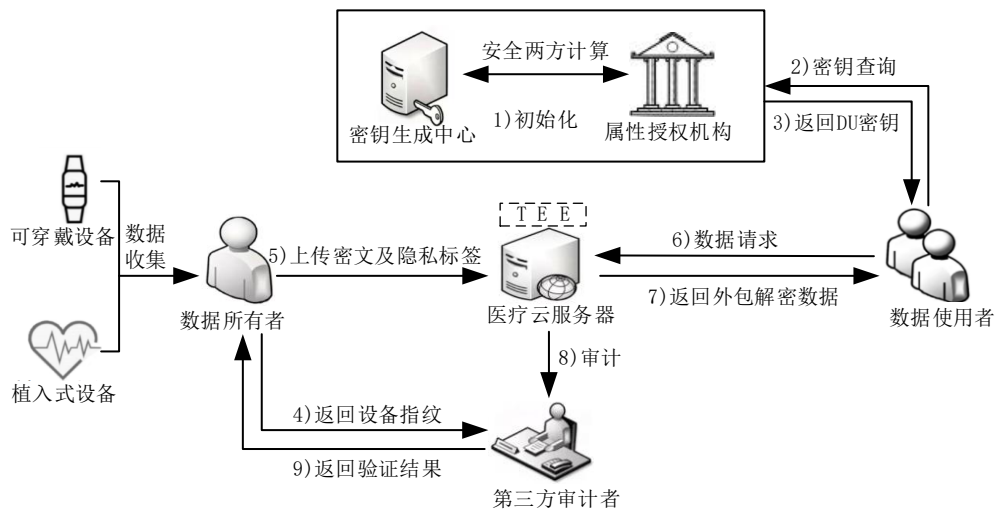 安全两方计算
1)初始化
密钥生成中心
属性授权机构
2)密钥查询
3)返回DU密钥
可穿戴设备
数据
收集
植入式设备
数据所有者
5)上传密文及隐私标签
TEE
医疗云服务器
6)数据请求
7)返回外包解密数据
数据使用者
8)审计
4)返回设备指纹
9)返回验证结果
第三方审计者